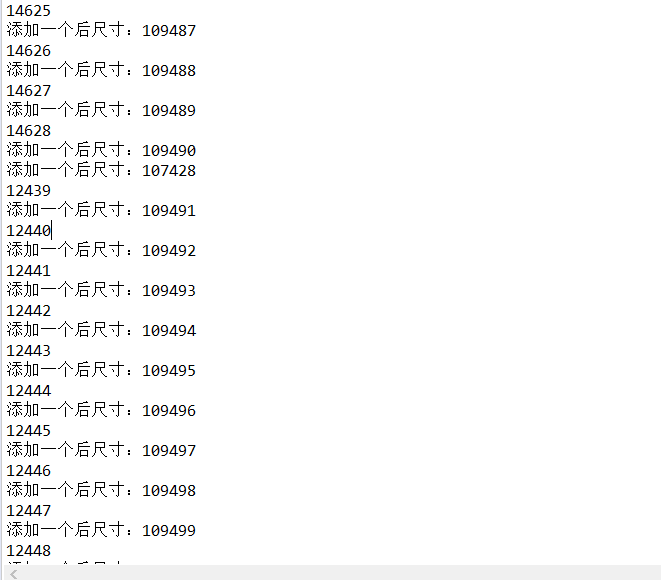 14625
添加一个后尺寸：109487
14626
添加一个后尺寸：109488
14627
添加一个后尺寸：109489
14628
添加一个后尺寸：109490
添加一个后尺寸：107428
12439
添加一个后尺寸：109491
12440
添加一个后尺寸：109492
12441
添加一个后尺寸：109493
12442
添加一个后尺寸：109494
12443
添加一个后尺寸：109495
12444
添加一个后尺寸：109496
12445
添加一个后尺寸：109497
12446
添加一个后尺寸：109498
12447
添加一个后尺寸：109499
12448